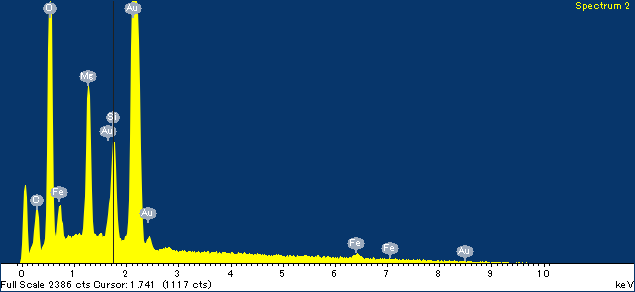 Spectrum 2
O Au
Mg
Si
Au
Fe
C
Au
Fe Fe Au
0 1 2 3 4 5 6 7 8 9 10
Full Scale 2386 cts Cursor: 1.741 (1117 cts) keV